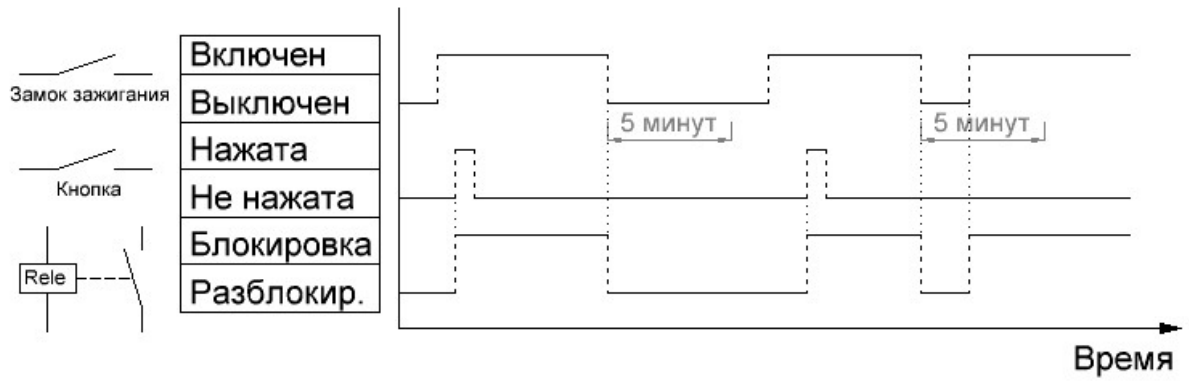 Включен
Замок зажигания
Выключен
5 минут
5 минут
Нажата
Кнопка
Не нажата
Блокировка
Rele
Разблокир.
Время